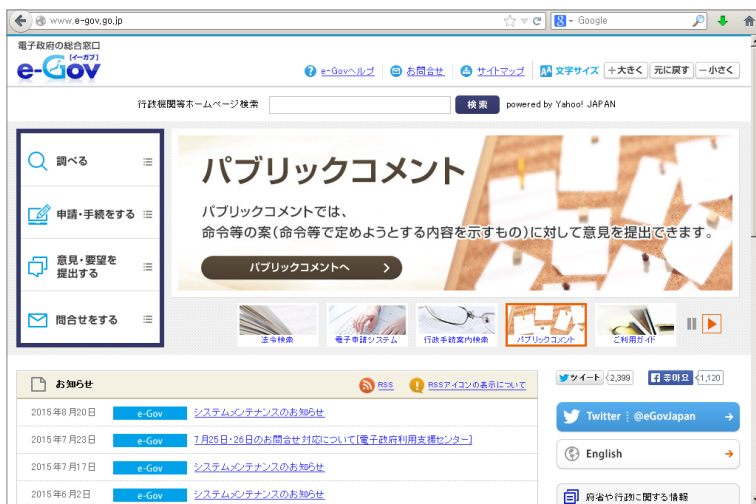 www.e-gov.go.jp
Google
電子政府の総合窓口
[イーガブ]
e-Gov
e-Govヘルプ
お問合せ
サイトマップ
文字サイズ
＋大きく
元に戻す
－小さく
行政機関等ホームページ検索
検索
powered by Yahoo! JAPAN
調べる
申請・手続をする
意見・要望を
提出する
問合せをする
パブリックコメント
パブリックコメントでは、
命令等の案(命令等で定めようとする内容を示すもの)に対して意見を提出できます。
パブリックコメントへ
法令検索
電子申請システム
行政手続案内検索
パブリックコメント
ご利用ガイド
お知らせ
RSS
RSSアイコンの表示について
2015年8月20日 e-Gov システムメンテナンスのお知らせ
2015年7月23日 e-Gov 7月25日・26日のお問合せ対応について[電子政府利用支援センター]
2015年7月17日 e-Gov システムメンテナンスのお知らせ
2015年6月2日 e-Gov システムメンテナンスのお知らせ
ツイート 2,399
좋아요 1,120
Twitter @eGovJapan
English
府省や行政に関する情報